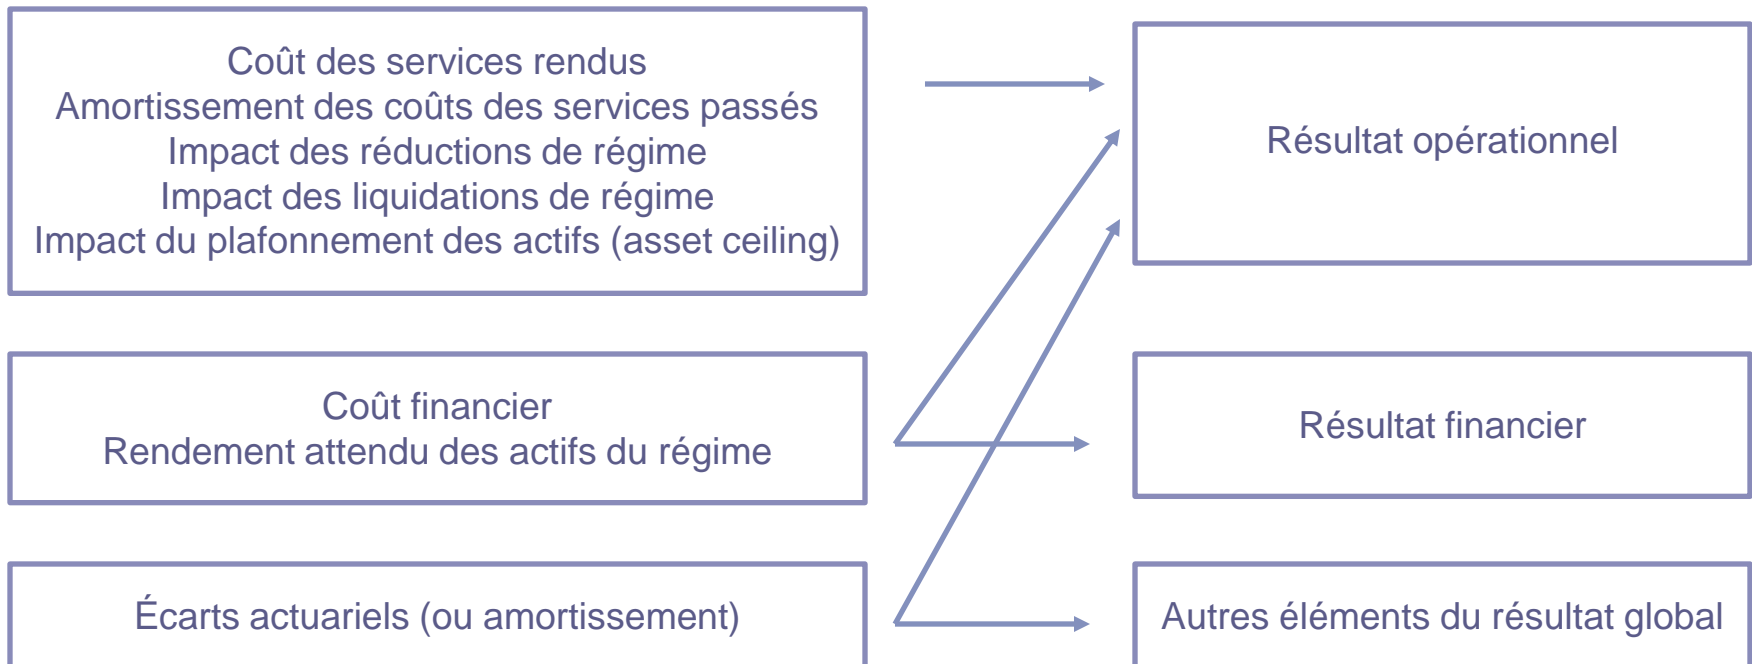 Coût des services rendus
Amortissement des coûts des services passés
Impact des réductions de régime
Impact des liquidations de régime
Impact du plafonnement des actifs (asset ceiling)
Résultat opérationnel
Coût financier
Rendement attendu des actifs du régime
Résultat financier
Écarts actuariels (ou amortissement)
Autres éléments du résultat global